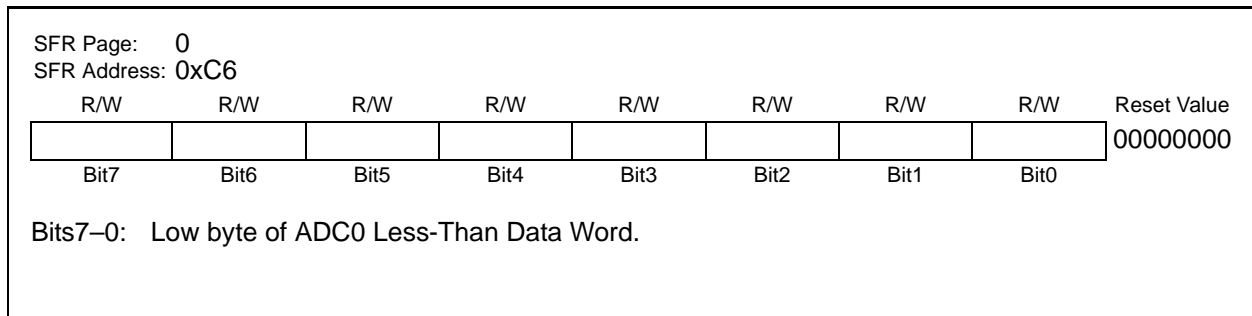 SFR Page: 0
SFR Address: 0xC6
R/W R/W R/W R/W R/W R/W R/W R/W Reset Value
00000000
Bit7 Bit6 Bit5 Bit4 Bit3 Bit2 Bit1 Bit0
Bits7–0: Low byte of ADC0 Less-Than Data Word.